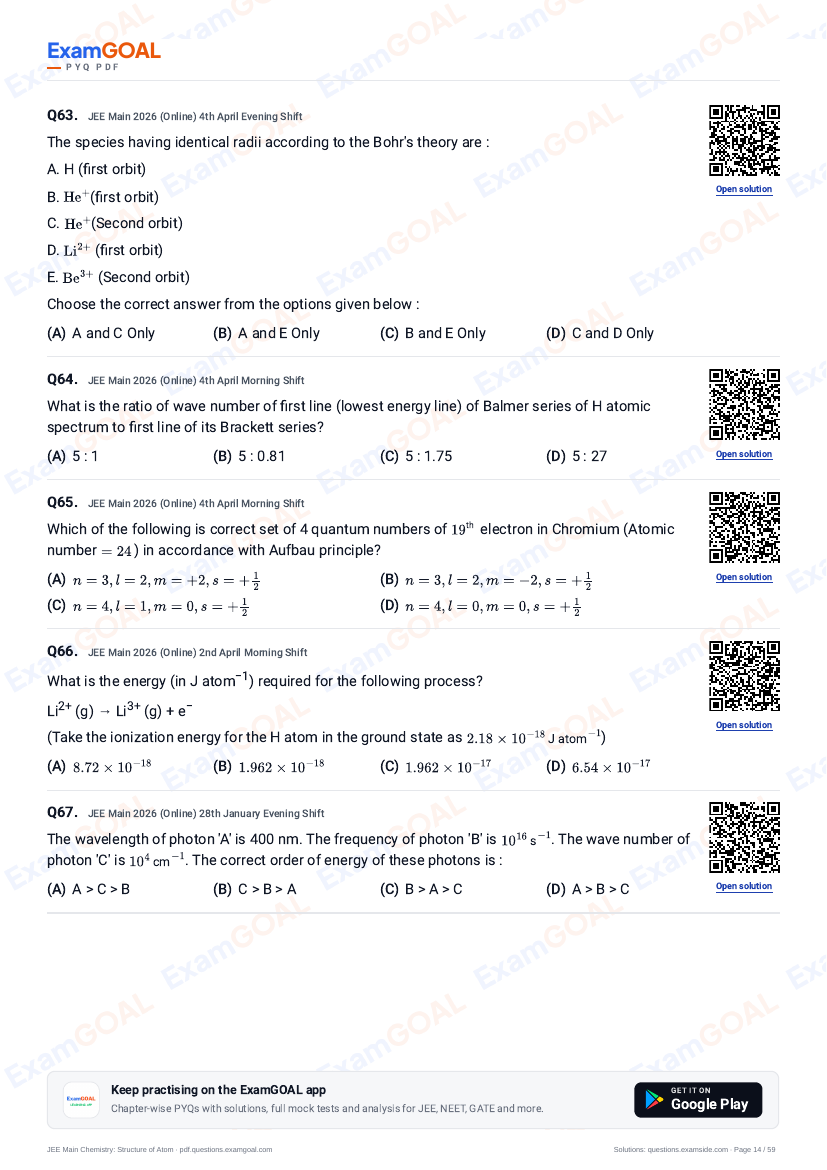 ExamGOAL
PYQ PDF
Q63. JEE Main 2026 (Online) 4th April Evening Shift
The species having identical radii according to the Bohr's theory are :
A. H (first orbit)
B. He⁺(first orbit)
C. He⁺(Second orbit)
D. Li²⁺ (first orbit)
E. Be³⁺ (Second orbit)
Choose the correct answer from the options given below :
(A) A and C Only (B) A and E Only (C) B and E Only (D) C and D Only
Open solution
Q64. JEE Main 2026 (Online) 4th April Morning Shift
What is the ratio of wave number of first line (lowest energy line) of Balmer series of H atomic
spectrum to first line of its Brackett series?
(A) 5 : 1 (B) 5 : 0.81 (C) 5 : 1.75 (D) 5 : 27
Open solution
Q65. JEE Main 2026 (Online) 4th April Morning Shift
Which of the following is correct set of 4 quantum numbers of 19ᵗʰ electron in Chromium (Atomic
number = 24 ) in accordance with Aufbau principle?
(A) n = 3, l = 2, m = +2, s = +1/2 (B) n = 3, l = 2, m = −2, s = +1/2
(C) n = 4, l = 1, m = 0, s = +1/2 (D) n = 4, l = 0, m = 0, s = +1/2
Open solution
Q66. JEE Main 2026 (Online) 2nd April Morning Shift
What is the energy (in J atom⁻¹) required for the following process?
Li²⁺ (g) → Li³⁺ (g) + e⁻
(Take the ionization energy for the H atom in the ground state as 2.18 × 10⁻¹⁸ J atom⁻¹)
(A) 8.72 × 10⁻¹⁸ (B) 1.962 × 10⁻¹⁸ (C) 1.962 × 10⁻¹⁷ (D) 6.54 × 10⁻¹⁷
Open solution
Q67. JEE Main 2026 (Online) 28th January Evening Shift
The wavelength of photon 'A' is 400 nm. The frequency of photon 'B' is 10¹⁶ s⁻¹. The wave number of
photon 'C' is 10⁴ cm⁻¹. The correct order of energy of these photons is :
(A) A > C > B (B) C > B > A (C) B > A > C (D) A > B > C
Open solution
ExamGOAL
Keep practising on the ExamGOAL app
Chapter-wise PYQs with solutions, full mock tests and analysis for JEE, NEET, GATE and more.
GET IT ON
Google Play
JEE Main Chemistry: Structure of Atom · pdf.questions.examgoal.com
Solutions: questions.examside.com · Page 14 / 59